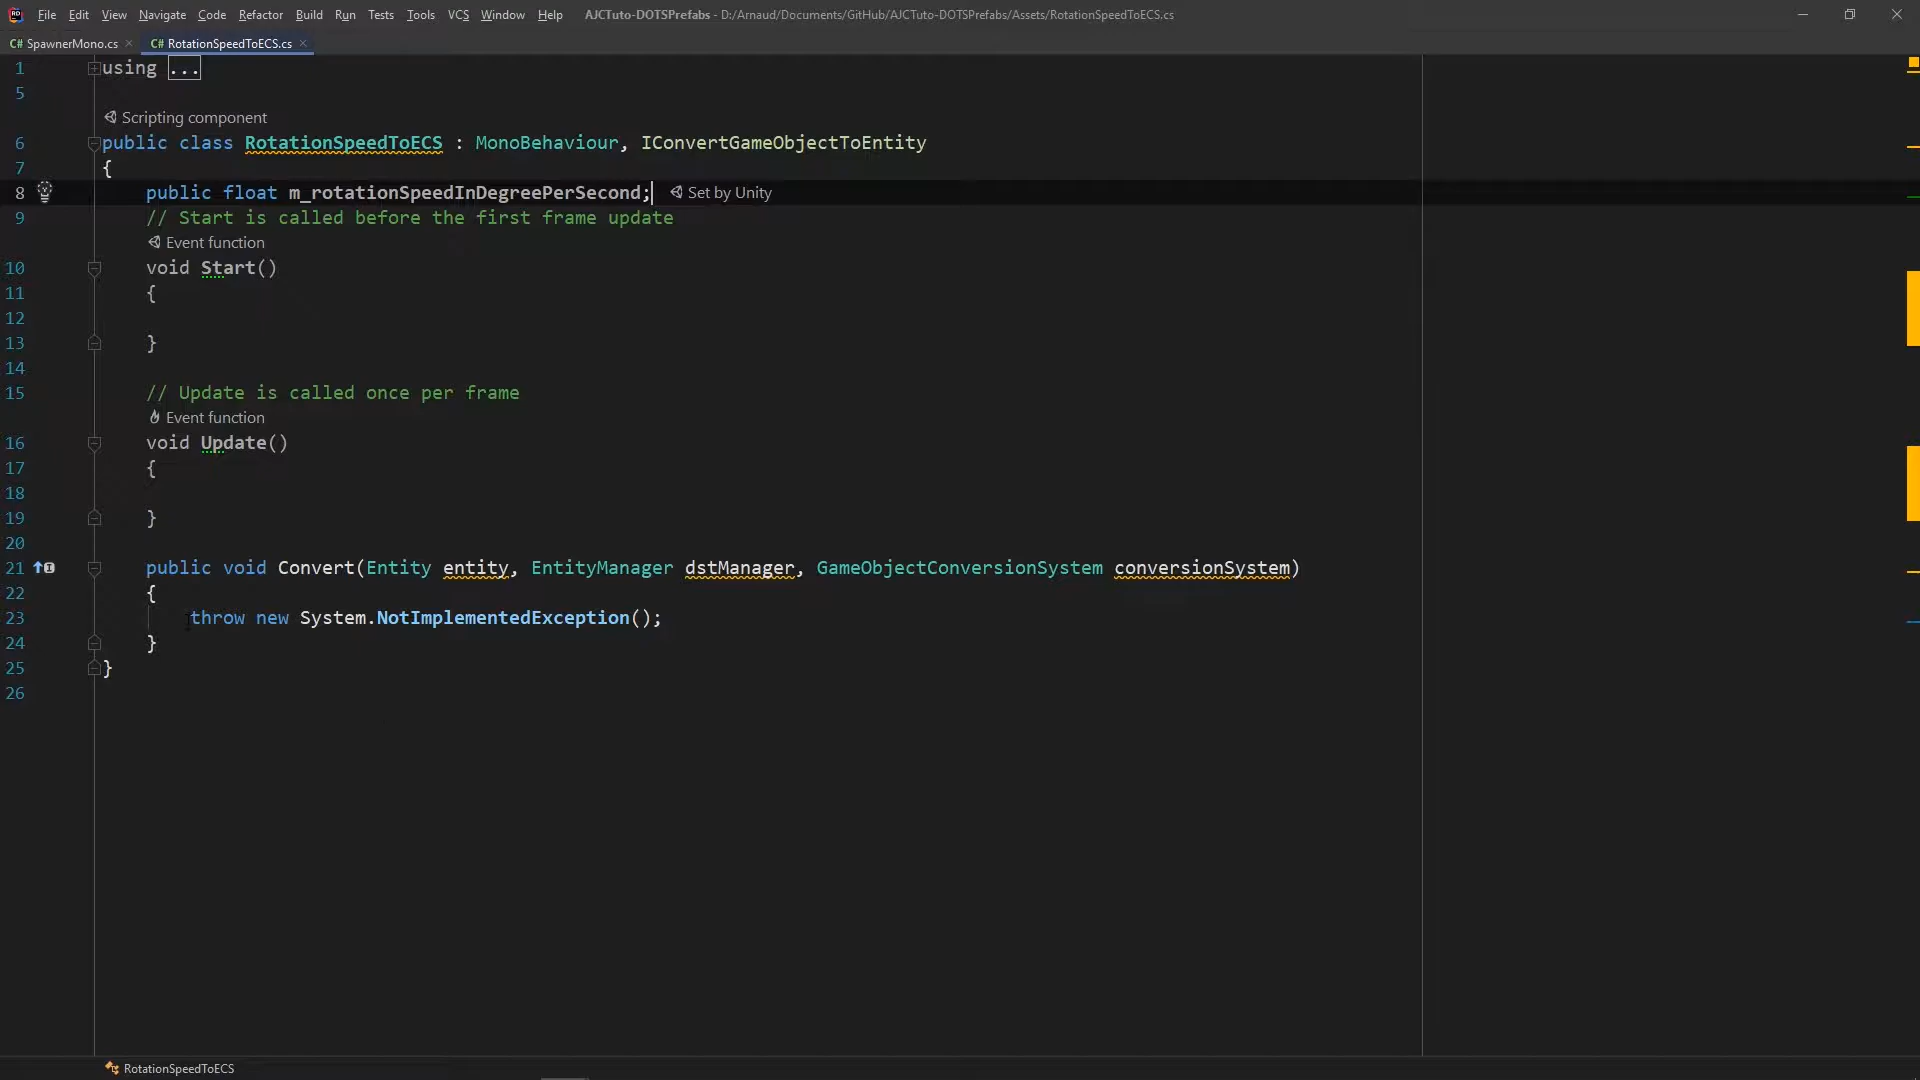 File Edit View Navigate Code Refactor Build Run Tests Tools VCS Window Help AJCTuto-DOTSPrefabs - D:/Arnaud/Documents/GitHub/AJCTuto-DOTSPrefabs/Assets/RotationSpeedToECS.cs
C# SpawnerMono.cs × C# RotationSpeedToECS.cs ×
1 using ...
5
Scripting component
6 public class RotationSpeedToECS : MonoBehaviour, IConvertGameObjectToEntity
7 {
8 public float m_rotationSpeedInDegreePerSecond; Set by Unity
9 // Start is called before the first frame update
Event function
10 void Start()
11 {
12
13 }
14
15 // Update is called once per frame
Event function
16 void Update()
17 {
18
19 }
20
21 public void Convert(Entity entity, EntityManager dstManager, GameObjectConversionSystem conversionSystem)
22 {
23 throw new System.NotImplementedException();
24 }
25 }
26
RotationSpeedToECS